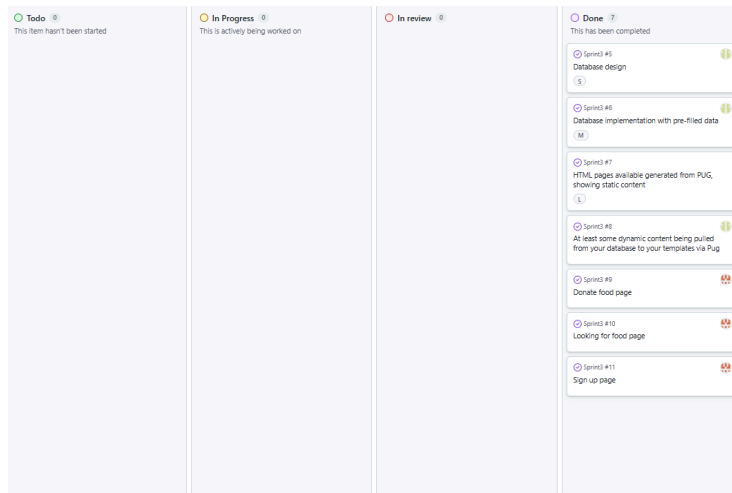 Todo 0
This item hasn't been started
In Progress 0
This is actively being worked on
In review 0
Done 7
This has been completed
Sprint3 #5
Database design
S
Sprint3 #6
Database implementation with pre-filled data
M
Sprint3 #7
HTML pages available generated from PUG,
showing static content
L
Sprint3 #8
At least some dynamic content being pulled
from your database to your templates via Pug
Sprint3 #9
Donate food page
Sprint3 #10
Looking for food page
Sprint3 #11
Sign up page